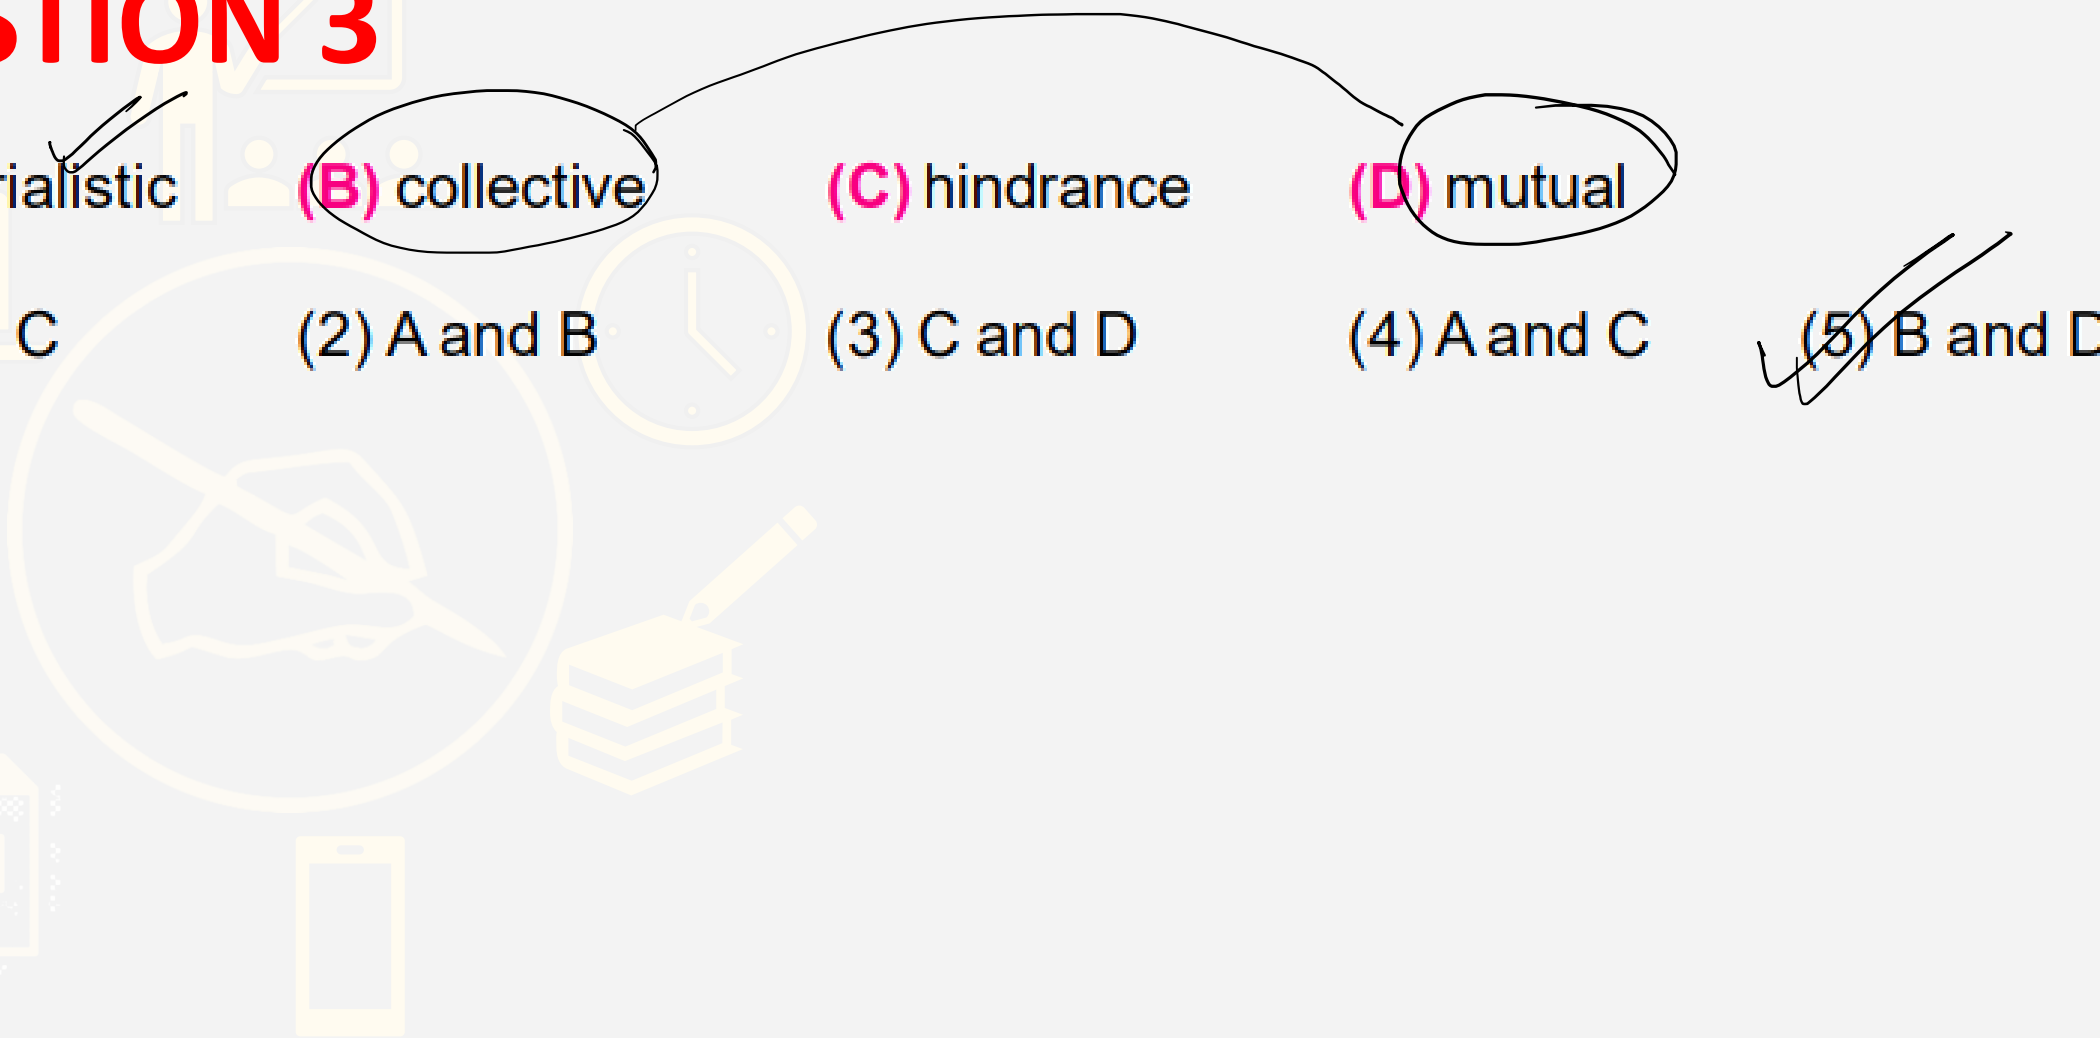 STION 3
rialistic (B) collective (C) hindrance (D) mutual
C (2) A and B (3) C and D (4) A and C (5) B and D